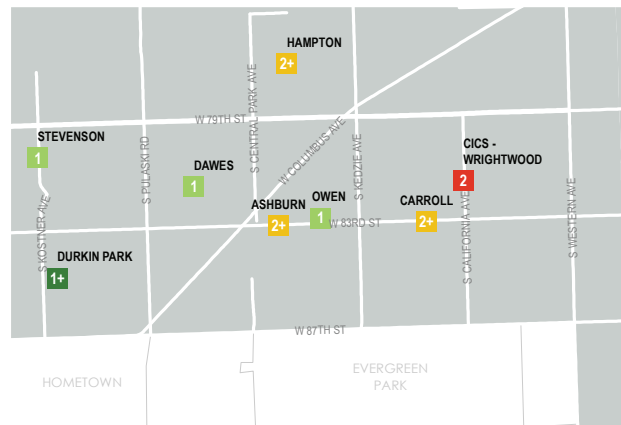 HAMPTON
2+
W 79TH ST
STEVENSON
1
S PULASKI RD
S CENTRAL PARK AVE
W COLUMBUS AVE
S KEDZIE AVE
CICS -
WRIGHTWOOD
2
DAWES
1
ASHBURN
2+
OWEN
1
W 83RD ST
CARROLL
2+
S CALIFORNIA AVE
S WESTERN AVE
S KOSTNER AVE
DURKIN PARK
1+
W 87TH ST
HOMETOWN
EVERGREEN
PARK